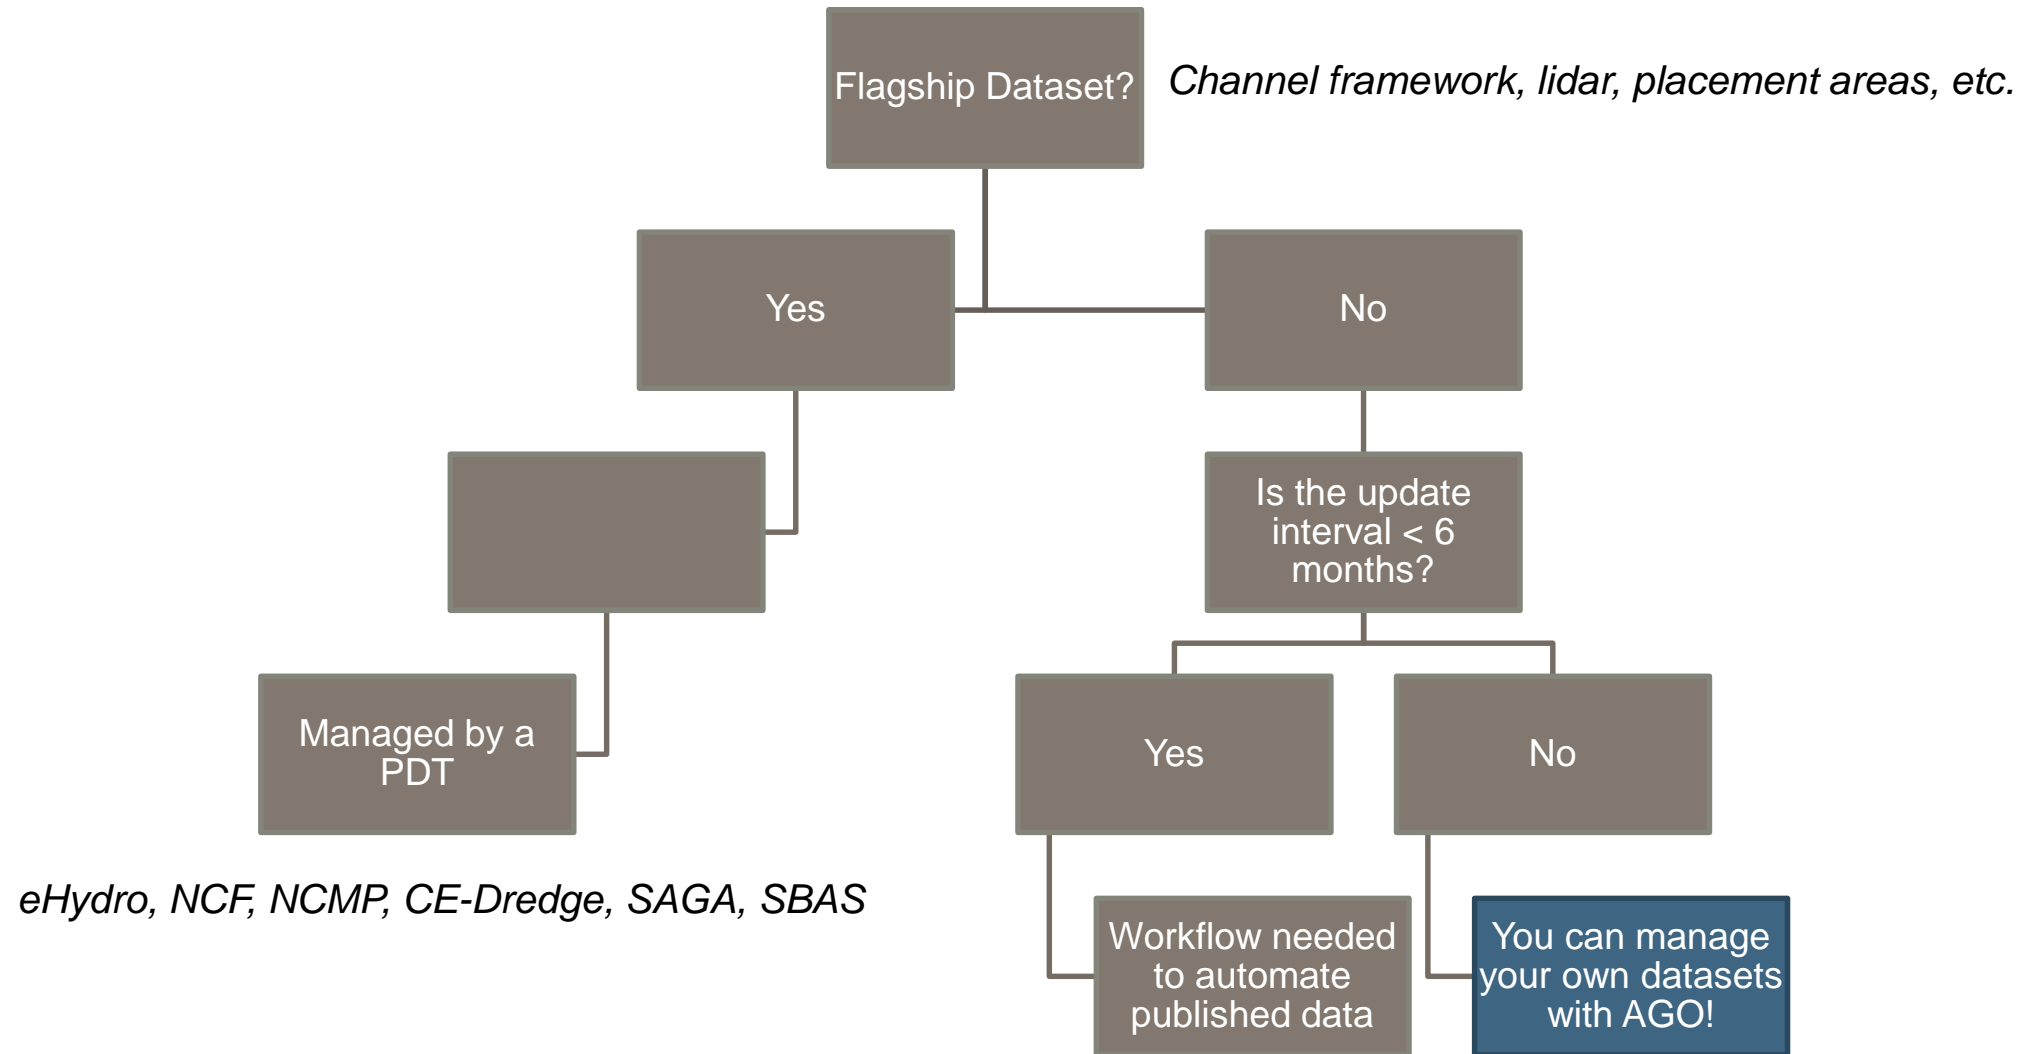 Flagship Dataset?
Channel framework, lidar, placement areas, etc.
Yes
No
Is the update
interval < 6
months?
Managed by a
PDT
Yes
No
eHydro, NCF, NCMP, CE-Dredge, SAGA, SBAS
Workflow needed
to automate
published data
You can manage
your own datasets
with AGO!